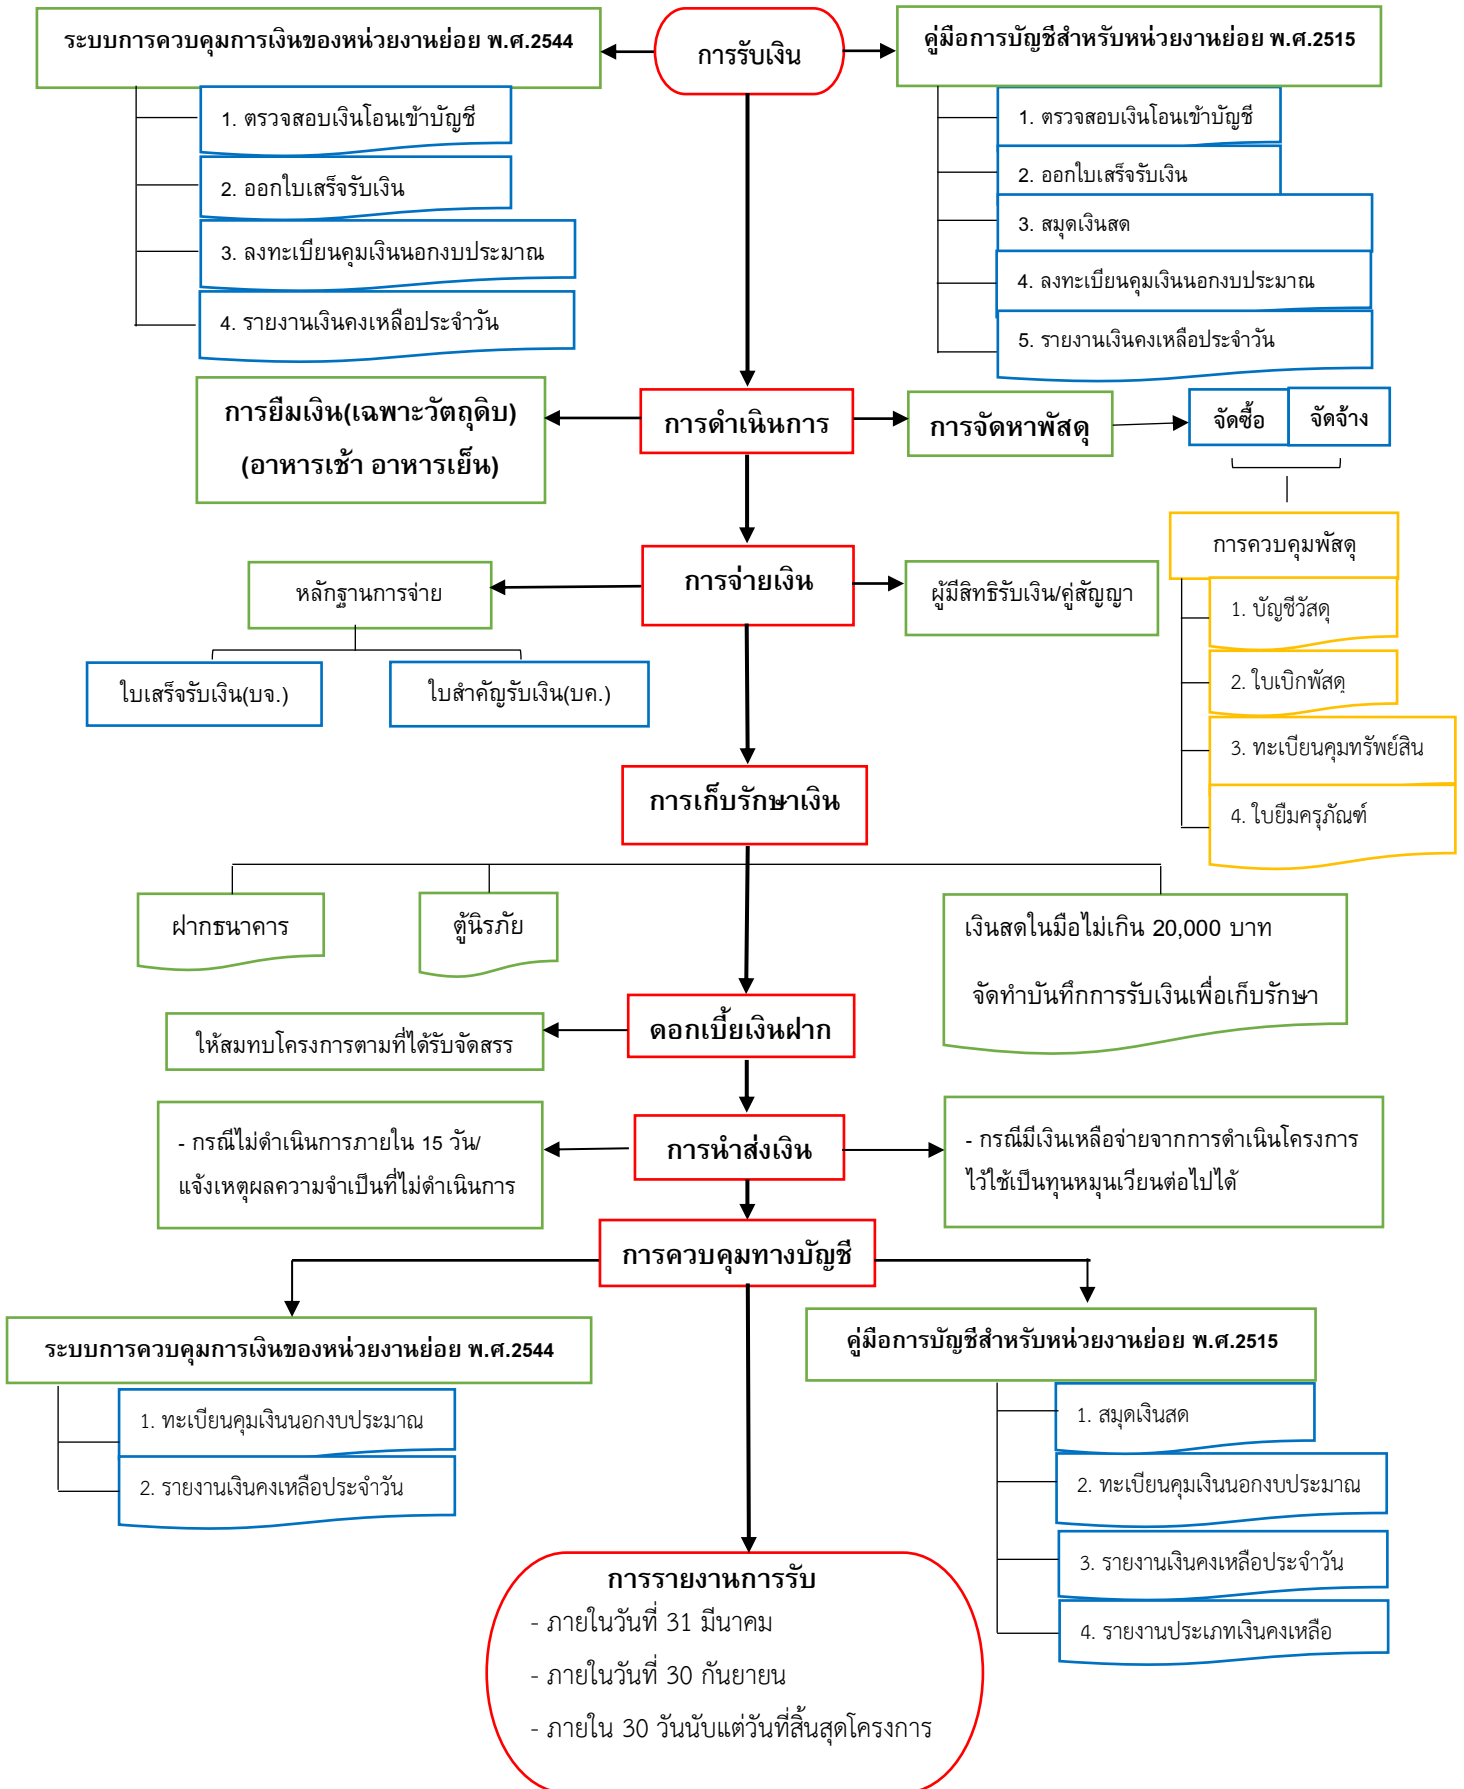 ระบบการควบคุมการเงินของหน่วยงานย่อย พ.ศ.2544
การรับเงิน
คู่มือการบัญชีสำหรับหน่วยงานย่อย พ.ศ.2515
1. ตรวจสอบเงินโอนเข้าบัญชี
2. ออกใบเสร็จรับเงิน
3. ลงทะเบียนคุมเงินนอกงบประมาณ
4. รายงานเงินคงเหลือประจำวัน
1. ตรวจสอบเงินโอนเข้าบัญชี
2. ออกใบเสร็จรับเงิน
3. สมุดเงินสด
4. ลงทะเบียนคุมเงินนอกงบประมาณ
5. รายงานเงินคงเหลือประจำวัน
การยืมเงิน(เฉพาะวัตถุดิบ)
(อาหารเช้า อาหารเย็น)
การดำเนินการ
การจัดหาพัสดุ
จัดซื้อ
จัดจ้าง
การควบคุมพัสดุ
1. บัญชีวัสดุ
2. ใบเบิกพัสดุ
3. ทะเบียนคุมทรัพย์สิน
4. ใบยืมครุภัณฑ์
หลักฐานการจ่าย
การจ่ายเงิน
ผู้มีสิทธิรับเงิน/คู่สัญญา
ใบเสร็จรับเงิน(บจ.)
ใบสำคัญรับเงิน(บค.)
การเก็บรักษาเงิน
ฝากธนาคาร
ตู้นิรภัย
เงินสดในมือไม่เกิน 20,000 บาท
จัดทำบันทึกการรับเงินเพื่อเก็บรักษา
ให้สมทบโครงการตามที่ได้รับจัดสรร
ดอกเบี้ยเงินฝาก
- กรณีไม่ดำเนินการภายใน 15 วัน/
แจ้งเหตุผลความจำเป็นที่ไม่ดำเนินการ
การนำส่งเงิน
- กรณีมีเงินเหลือจ่ายจากการดำเนินโครงการ
ไว้ใช้เป็นทุนหมุนเวียนต่อไปได้
การควบคุมทางบัญชี
ระบบการควบคุมการเงินของหน่วยงานย่อย พ.ศ.2544
คู่มือการบัญชีสำหรับหน่วยงานย่อย พ.ศ.2515
1. ทะเบียนคุมเงินนอกงบประมาณ
2. รายงานเงินคงเหลือประจำวัน
1. สมุดเงินสด
2. ทะเบียนคุมเงินนอกงบประมาณ
3. รายงานเงินคงเหลือประจำวัน
4. รายงานประเภทเงินคงเหลือ
การรายงานการรับ
- ภายในวันที่ 31 มีนาคม
- ภายในวันที่ 30 กันยายน
- ภายใน 30 วันนับแต่วันที่สิ้นสุดโครงการ